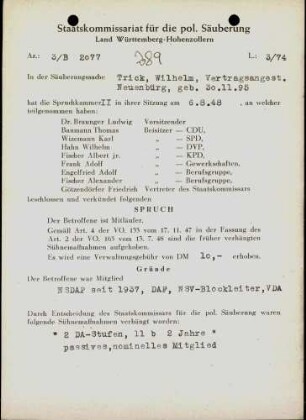 Staatskommissariat für die pol. Säuberung
Land Württemberg-Hohenzollern
Nr.: 3/B 2077 289 L: 3/74
In der Säuberungssache Trick, Wilhelm, Vertragsangest.
Neuenbürg, geb. 30.11.95
hat die Spruchkammer II in ihrer Sitzung am 6.8.48 , an welcher
teilgenommen haben:
Dr. Beranger Ludwig Vorsitzender
Baumann Thomas Beisitzer — CDU,
Wizemann Karl „ — SPD,
Hahn Wilhelm „ — DVP,
Fischer Albert jr. „ — KPD,
Frank Adolf „ — Gewerkschaften,
Engelfried Adolf „ — Berufsgruppe,
Fischer Alexander „ — Berufsgruppe,
Götzendörfer Friedrich Vertreter des Staatskommissars
beschlossen und verkündet folgenden
SPRUCH
Der Betroffene ist Mitläufer.
Gemäß Art. 4 der VO 133 vom 17. 11. 47 in der Fassung des
Art. 2 der VO. 165 vom 13. 7. 48 sind die früher verhängten
Sühnemaßnahmen aufgehoben.
Es wird eine Verwaltungsgebühr von DM 10,- erhoben.
Gründe
Der Betroffene war Mitglied
NSDAP seit 1937, DAF, NSV-Blockleiter, VDA
Durch Entscheidung des Staatskommissars für die pol. Säuberung waren
folgende Sühnemaßnahmen verhängt worden:
" 2 DA-Stufen, 11 b 2 Jahre "
passives, nominelles Mitglied